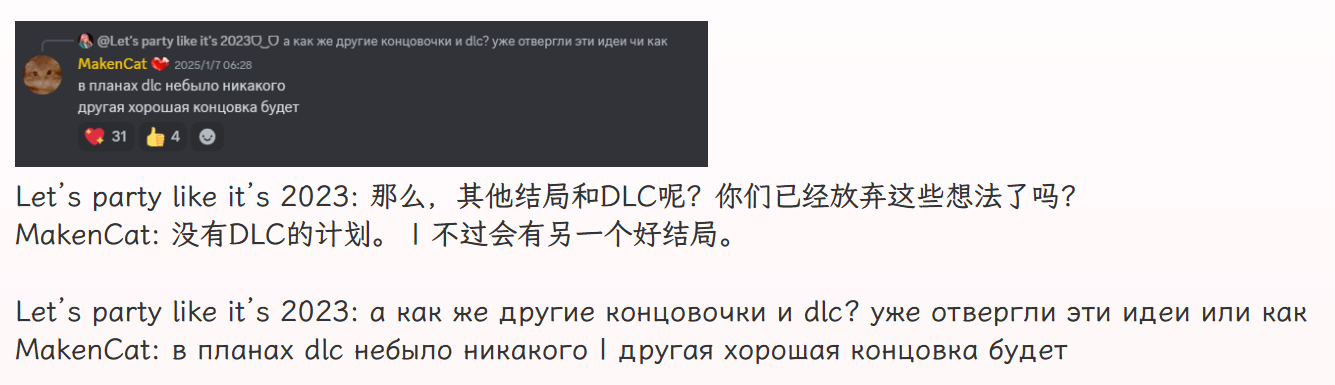 @Let's party like it's 2023ᗜ‿ᗜ а как же другие концовочки и dlc? уже отвергли эти идеи чи как
MakenCat 2025/1/7 06:28
в планах dlc небыло никакого
другая хорошая концовка будет
31 4
Let’s party like it’s 2023: 那么，其他结局和DLC呢？你们已经放弃这些想法了吗？
MakenCat: 没有DLC的计划。 | 不过会有另一个好结局。
Let’s party like it’s 2023: а как же другие концовочки и dlc? уже отвергли эти идеи или как
MakenCat: в планах dlc небыло никакого | другая хорошая концовка будет